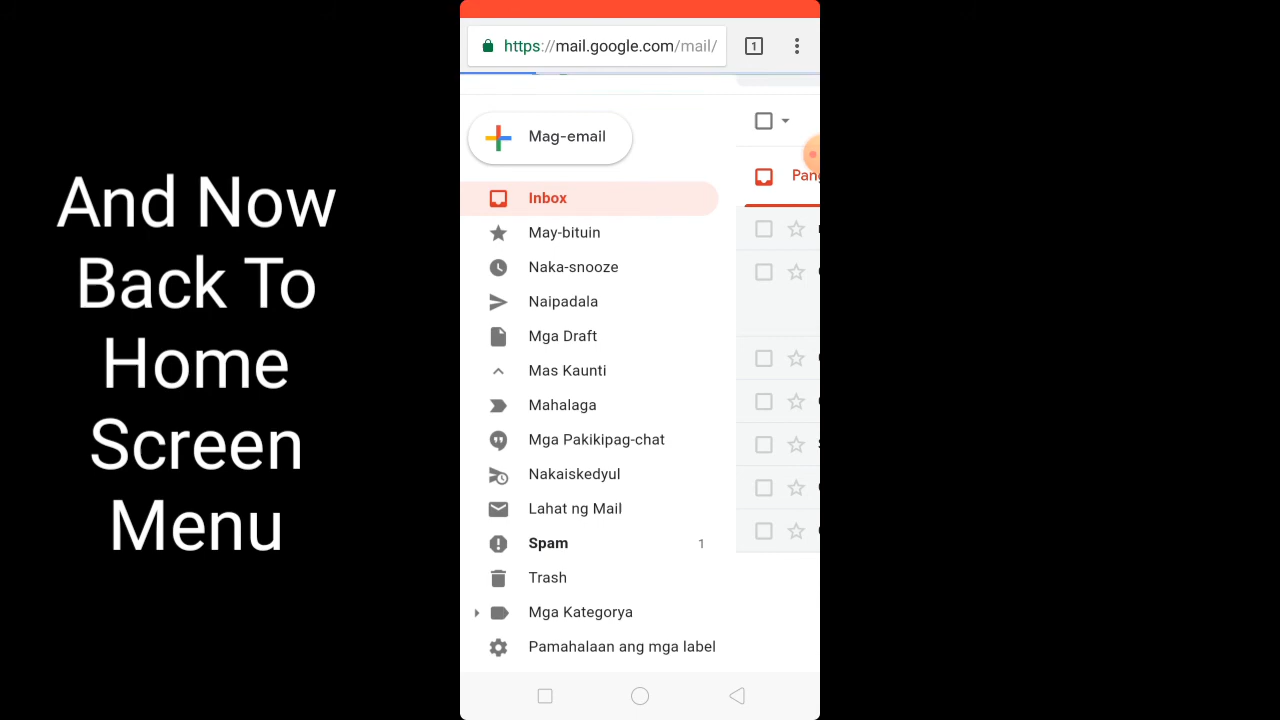 And Now
Back To
Home
Screen
Menu
https://mail.google.com/mail/
1
Mag-email
Inbox
May-bituin
Naka-snooze
Naipadala
Mga Draft
Mas Kaunti
Mahalaga
Mga Pakikipag-chat
Nakaiskedyul
Lahat ng Mail
Spam 1
Trash
Mga Kategorya
Pamahalaan ang mga label